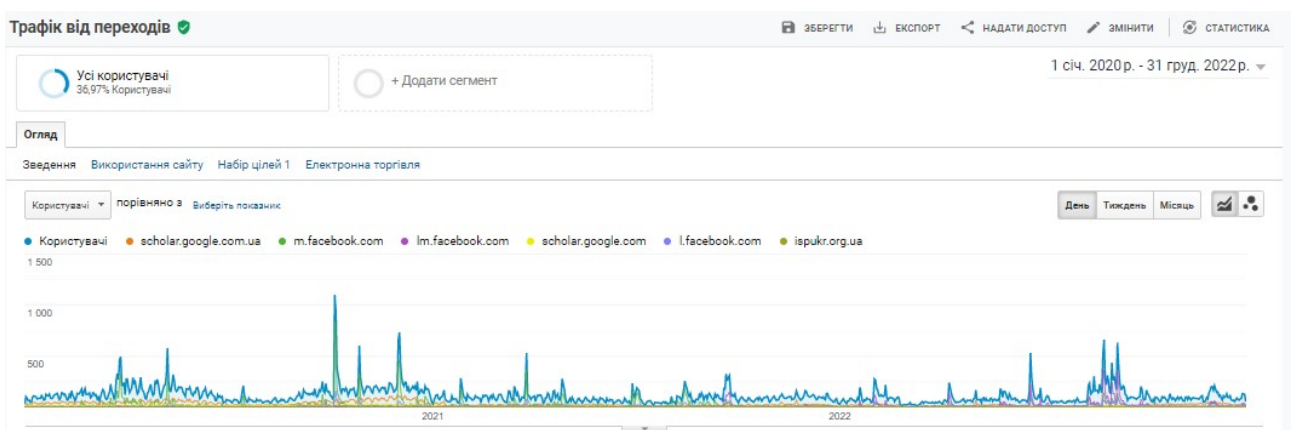 Трафік від переходів
ЗБЕРЕГТИ ЕКСПОРТ НАДАТИ ДОСТУП ЗМІНИТИ СТАТИСТИКА
Усі користувачі
36,97% Користувачі
+ Додати сегмент
1 січ. 2020 р. - 31 груд. 2022 р.
Огляд
Зведення Використання сайту Набір цілей 1 Електронна торгівля
Користувачі порівняно з Виберіть показник
День Тиждень Місяць
Користувачі scholar.google.com.ua m.facebook.com lm.facebook.com scholar.google.com l.facebook.com ispukr.org.ua
1 500
1 000
500
2021 2022